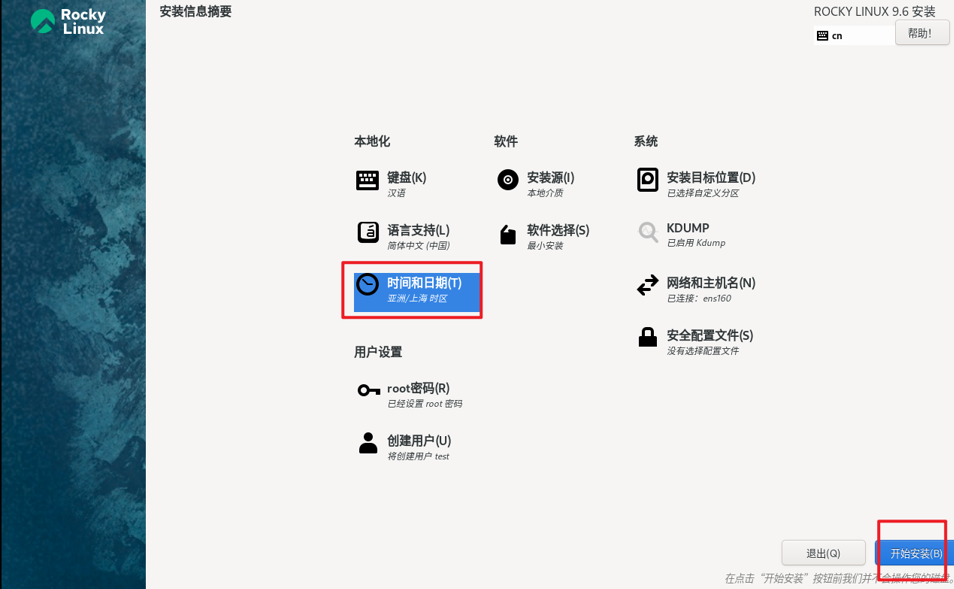 Rocky
Linux
安装信息摘要
ROCKY LINUX 9.6 安装
cn
帮助!
本地化
键盘(K)
汉语
语言支持(L)
简体中文 (中国)
时间和日期(T)
亚洲/上海 时区
用户设置
root密码(R)
已经设置 root 密码
创建用户(U)
将创建用户 test
软件
安装源(I)
本地介质
软件选择(S)
最小安装
系统
安装目标位置(D)
已选择自定义分区
KDUMP
已启用 Kdump
网络和主机名(N)
已连接：ens160
安全配置文件(S)
没有选择配置文件
退出(Q)
开始安装(B)
在点击“开始安装”按钮前我们并不会操作您的磁盘。